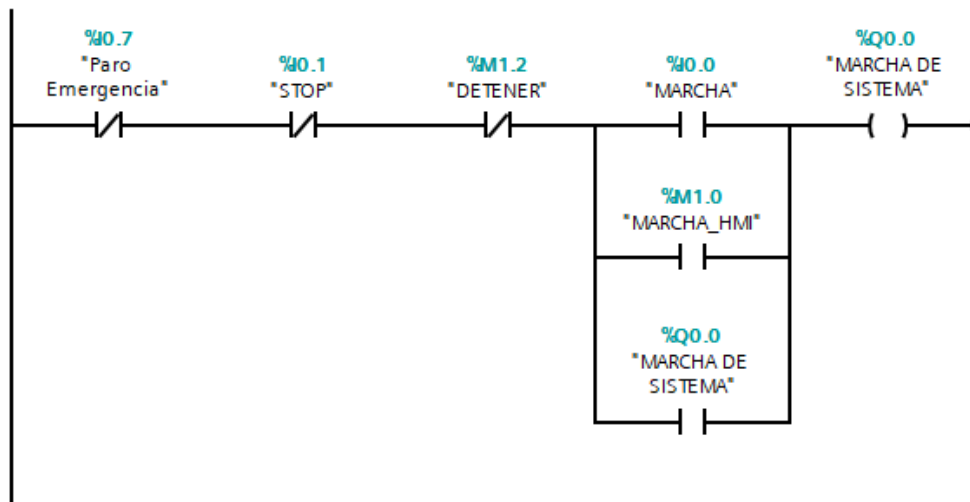 %I0.7
"Paro
Emergencia"
%I0.1
"STOP"
%M1.2
"DETENER"
%I0.0
"MARCHA"
%Q0.0
"MARCHA DE
SISTEMA"
%M1.0
"MARCHA_HMI"
%Q0.0
"MARCHA DE
SISTEMA"